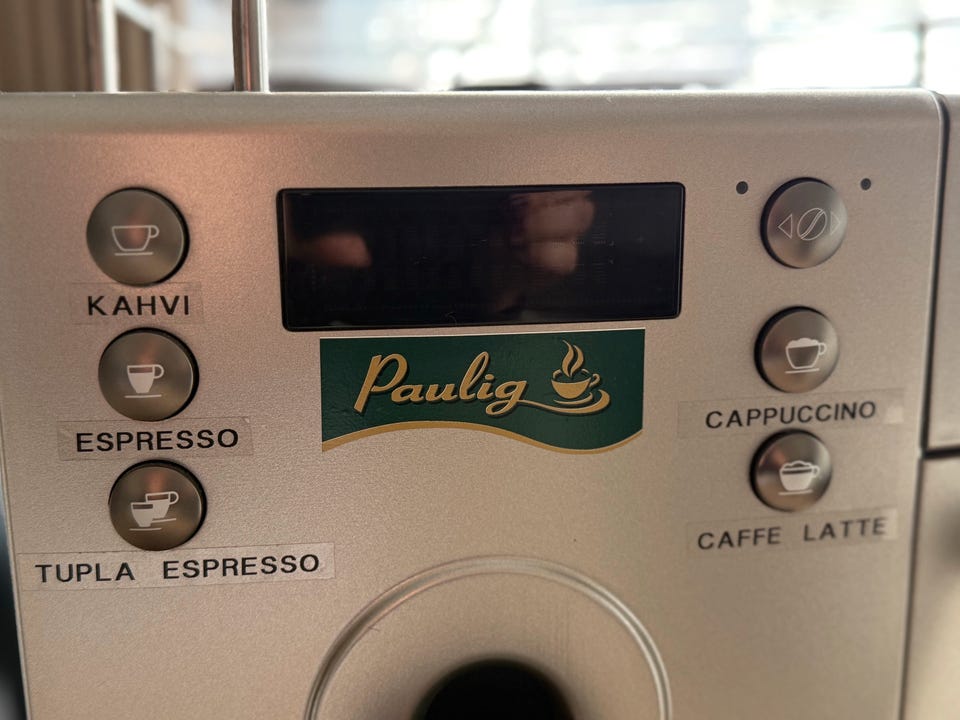 KAHVI
ESPRESSO
TUPLA ESPRESSO
Paulig
CAPPUCCINO
CAFFE LATTE